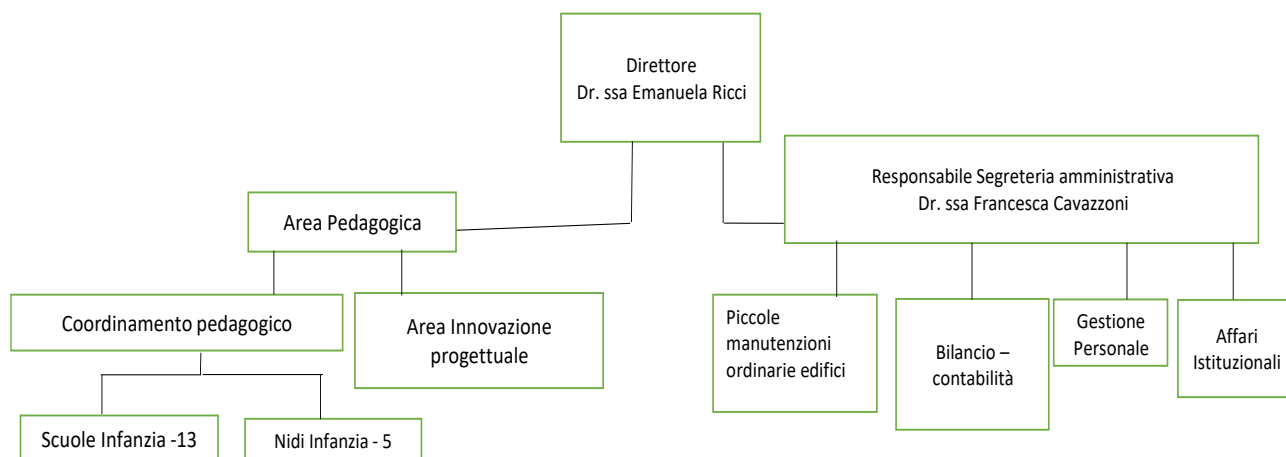 Direttore
Dr. ssa Emanuela Ricci
Responsabile Segreteria amministrativa
Dr. ssa Francesca Cavazzoni
Area Pedagogica
Coordinamento pedagogico
Area Innovazione
progettuale
Piccole
manutenzioni
ordinarie edifici
Bilancio –
contabilità
Gestione
Personale
Affari
Istituzionali
Scuole Infanzia -13
Nidi Infanzia - 5